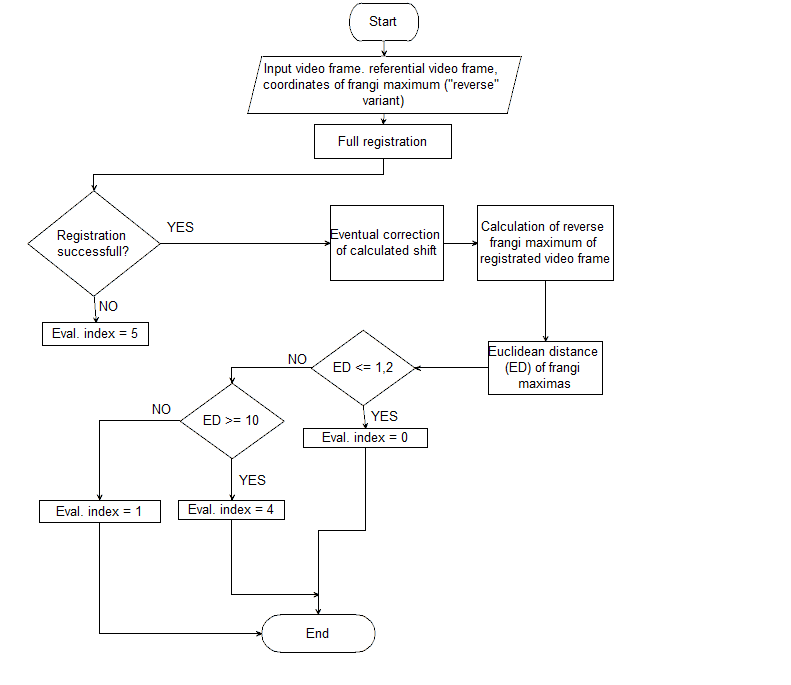 Start
Input video frame. referential video frame,
coordinates of frangi maximum ("reverse"
variant)
Full registration
Registration
successfull?
YES
Eventual correction
of calculated shift
Calculation of reverse
frangi maximum of
registrated video frame
NO
Eval. index = 5
Euclidean distance
(ED) of frangi
maximas
ED <= 1,2
NO
YES
Eval. index = 0
ED >= 10
NO
YES
Eval. index = 1
Eval. index = 4
End